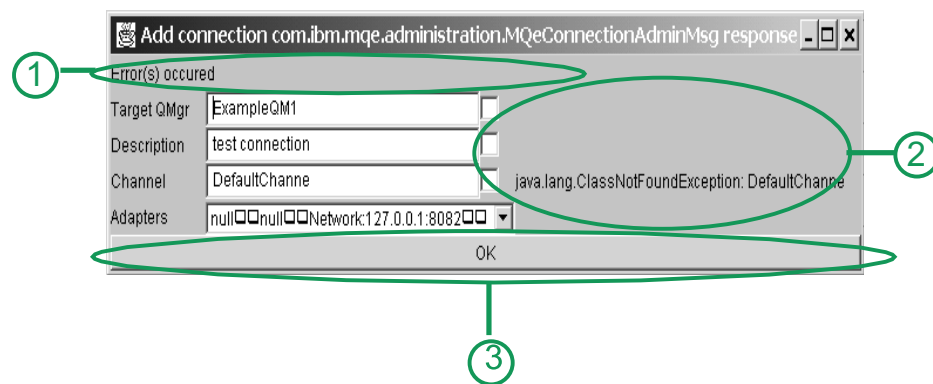 Add connection com.ibm.mqe.administration.MQeConnectionAdminMsg response
1
Error(s) occured
Target QMgr ExampleQM1
Description test connection
2
Channel DefaultChanne java.lang.ClassNotFoundException: DefaultChanne
Adapters null□□null□□Network:127.0.0.1:8082□□
OK
3